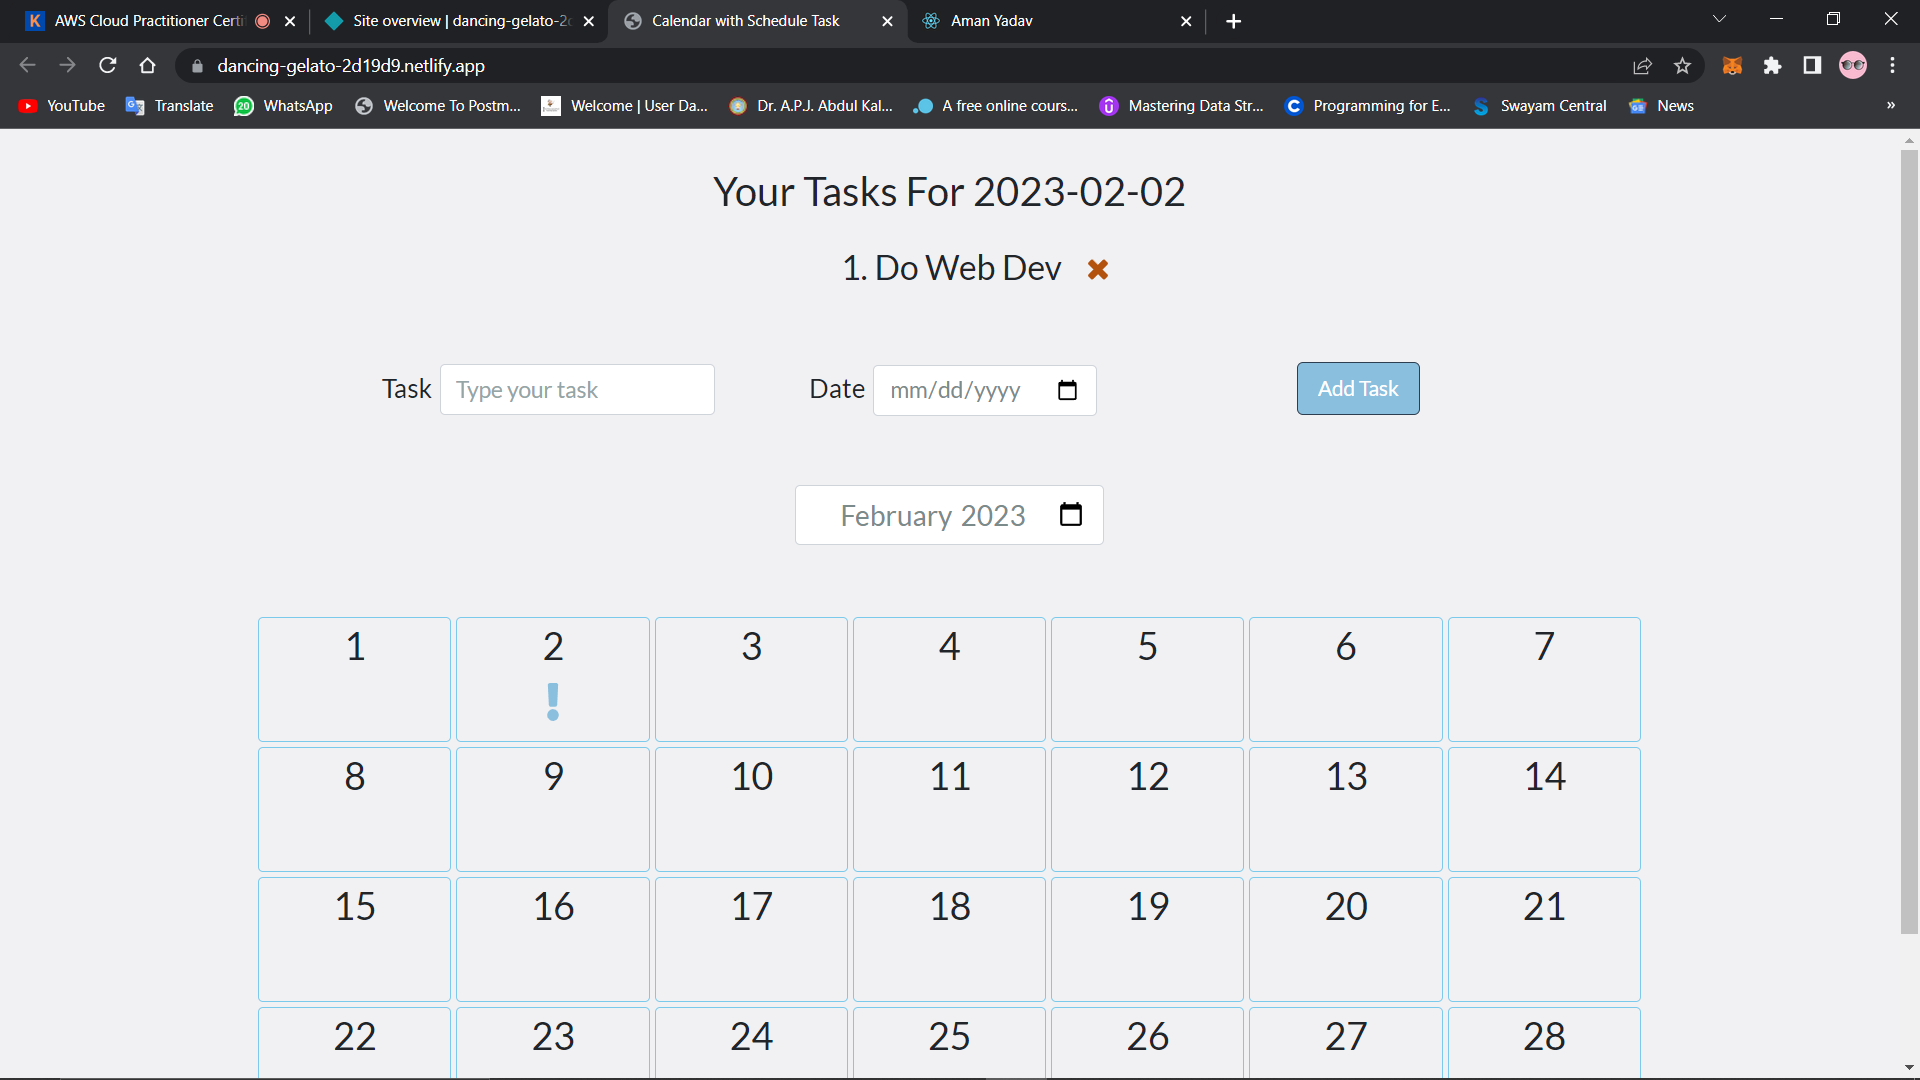 AWS Cloud Practitioner Certi
Site overview | dancing-gelato-2d
Calendar with Schedule Task
Aman Yadav
dancing-gelato-2d19d9.netlify.app
YouTube
Translate
20
WhatsApp
Welcome To Postm...
Welcome | User Da...
Dr. A.P.J. Abdul Kal...
A free online cours...
Mastering Data Str...
Programming for E...
Swayam Central
News
»
Your Tasks For 2023-02-02
1. Do Web Dev
Task
Type your task
Date
mm/dd/yyyy
Add Task
February 2023
1 2 3 4 5 6 7
!
8 9 10 11 12 13 14
15 16 17 18 19 20 21
22 23 24 25 26 27 28